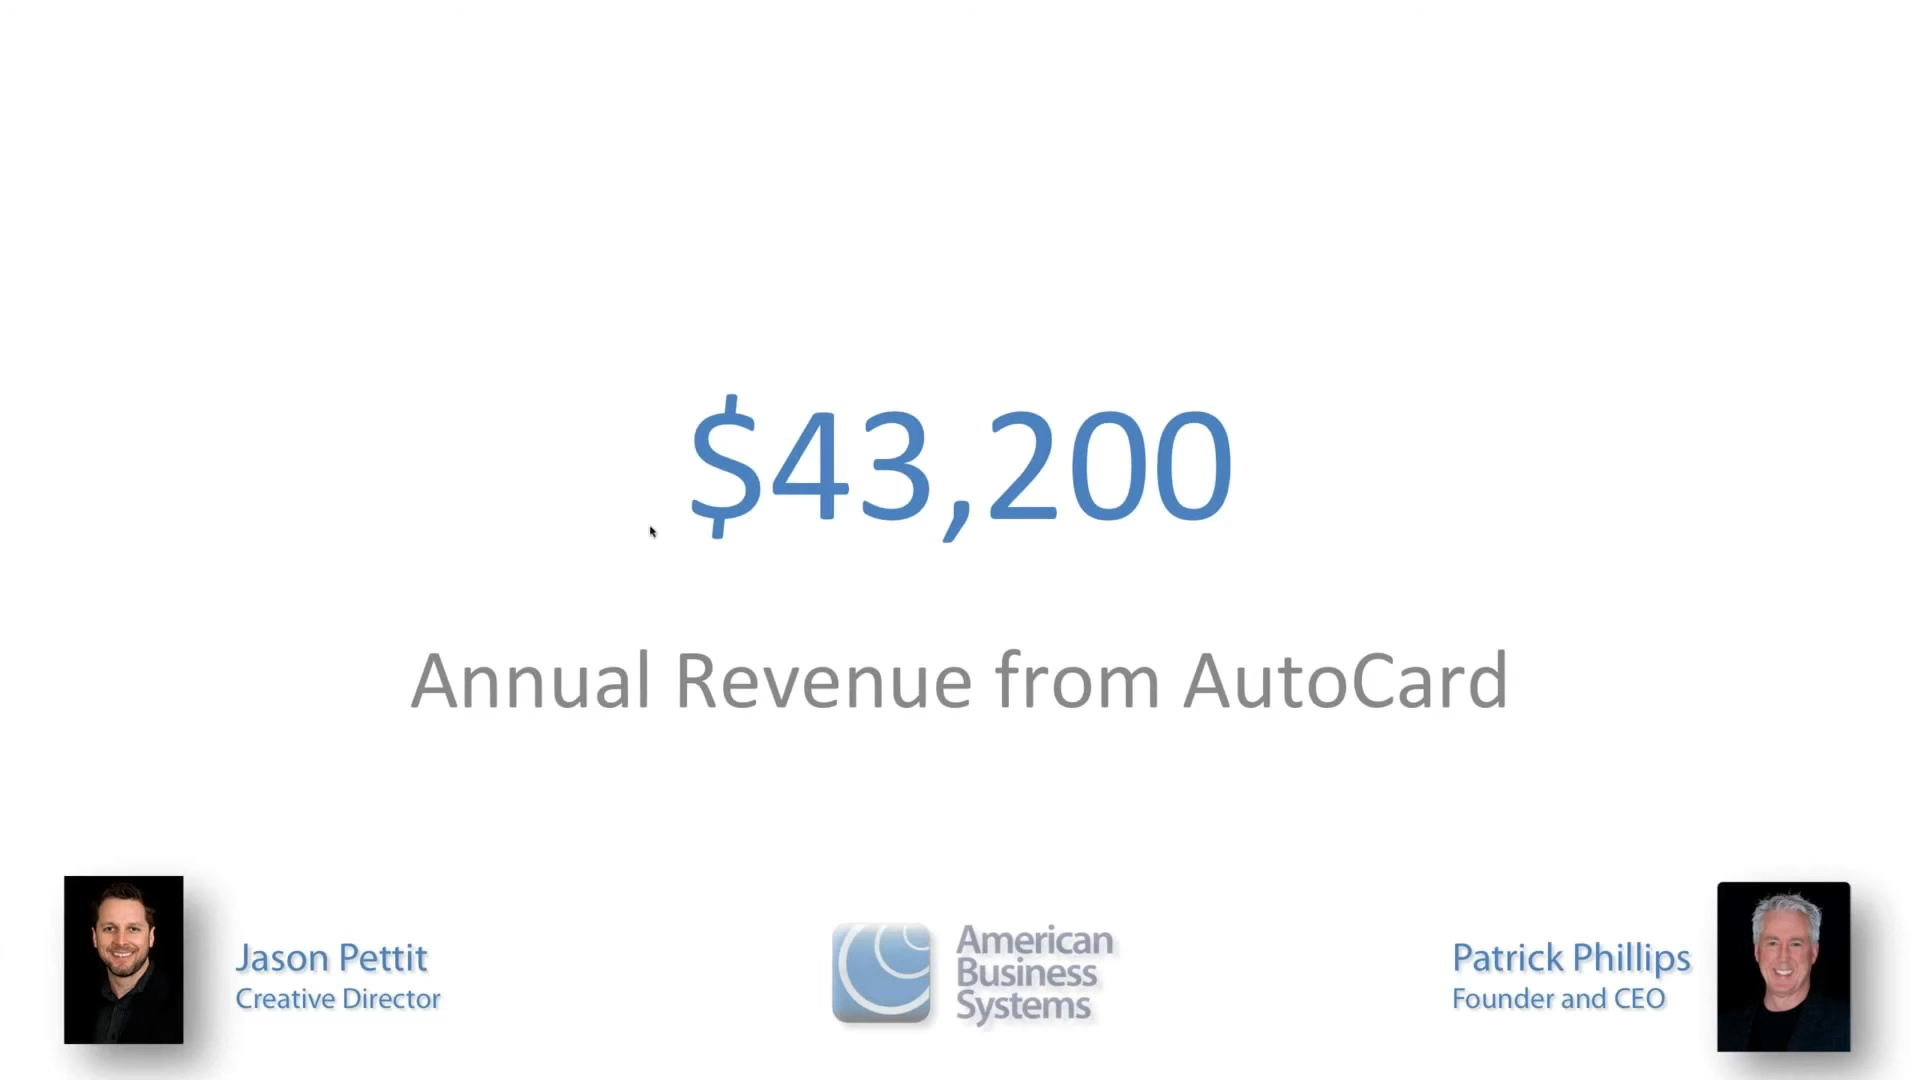 $43,200
Annual Revenue from AutoCard
Jason Pettit
Creative Director
American
Business
Systems
Patrick Phillips
Founder and CEO